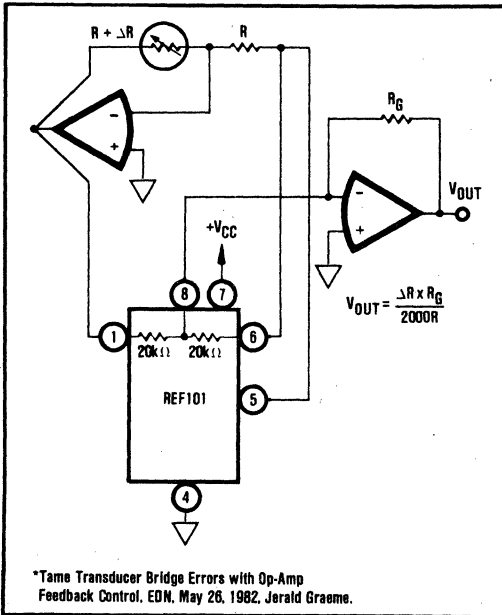 R + ΔR
R
-
+
R_G
-
+
V_OUT
+V_CC
8
7
V_OUT = ΔR x R_G / 2000R
1
20kΩ
20kΩ
6
REF101
5
4
*Tame Transducer Bridge Errors with Op-Amp
Feedback Control, EDN, May 26, 1982, Jerald Graeme.